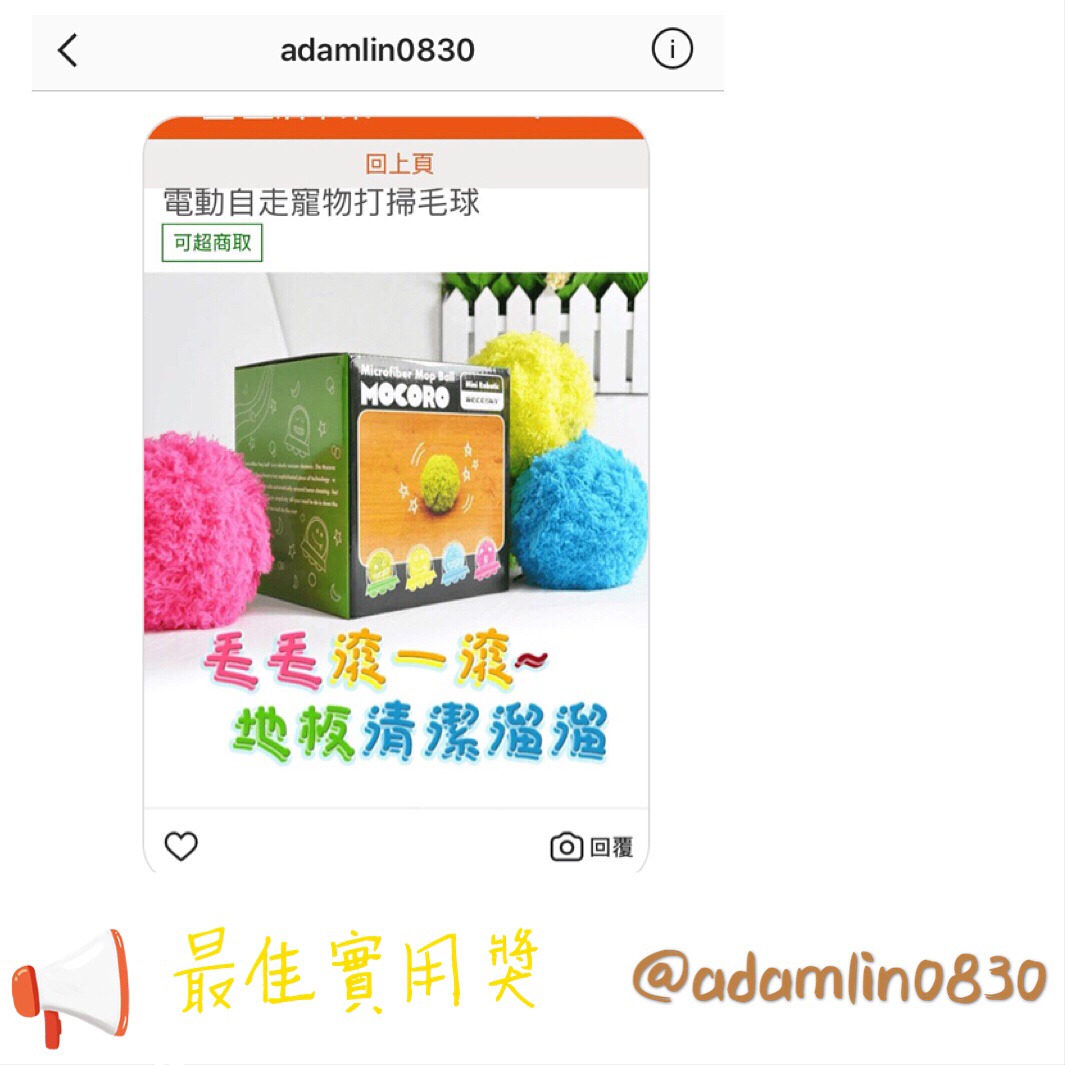 adamlin0830
回上頁
電動自走寵物打掃毛球
可超商取
Microfiber Mop Ball
MOCORO
Mini Robotic
毛毛滾一滾~
地板清潔溜溜
回覆
最佳實用獎
@adamlin0830